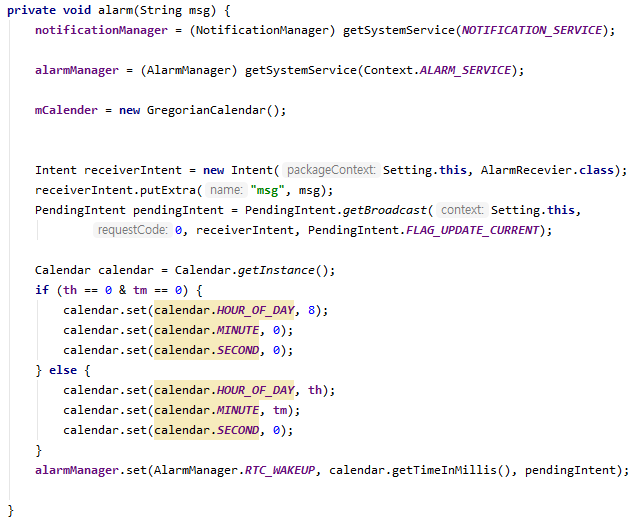 private void alarm(String msg) {
    notificationManager = (NotificationManager) getSystemService(NOTIFICATION_SERVICE);
    alarmManager = (AlarmManager) getSystemService(Context.ALARM_SERVICE);
    mCalender = new GregorianCalendar();
    Intent receiverIntent = new Intent( packageContext: Setting.this, AlarmRecevier.class);
    receiverIntent.putExtra( name: "msg", msg);
    PendingIntent pendingIntent = PendingIntent.getBroadcast( context: Setting.this,
            requestCode: 0, receiverIntent, PendingIntent.FLAG_UPDATE_CURRENT);
    Calendar calendar = Calendar.getInstance();
    if (th == 0 & tm == 0) {
        calendar.set(calendar.HOUR_OF_DAY, 8);
        calendar.set(calendar.MINUTE, 0);
        calendar.set(calendar.SECOND, 0);
    } else {
        calendar.set(calendar.HOUR_OF_DAY, th);
        calendar.set(calendar.MINUTE, tm);
        calendar.set(calendar.SECOND, 0);
    }
    alarmManager.set(AlarmManager.RTC_WAKEUP, calendar.getTimeInMillis(), pendingIntent);
}